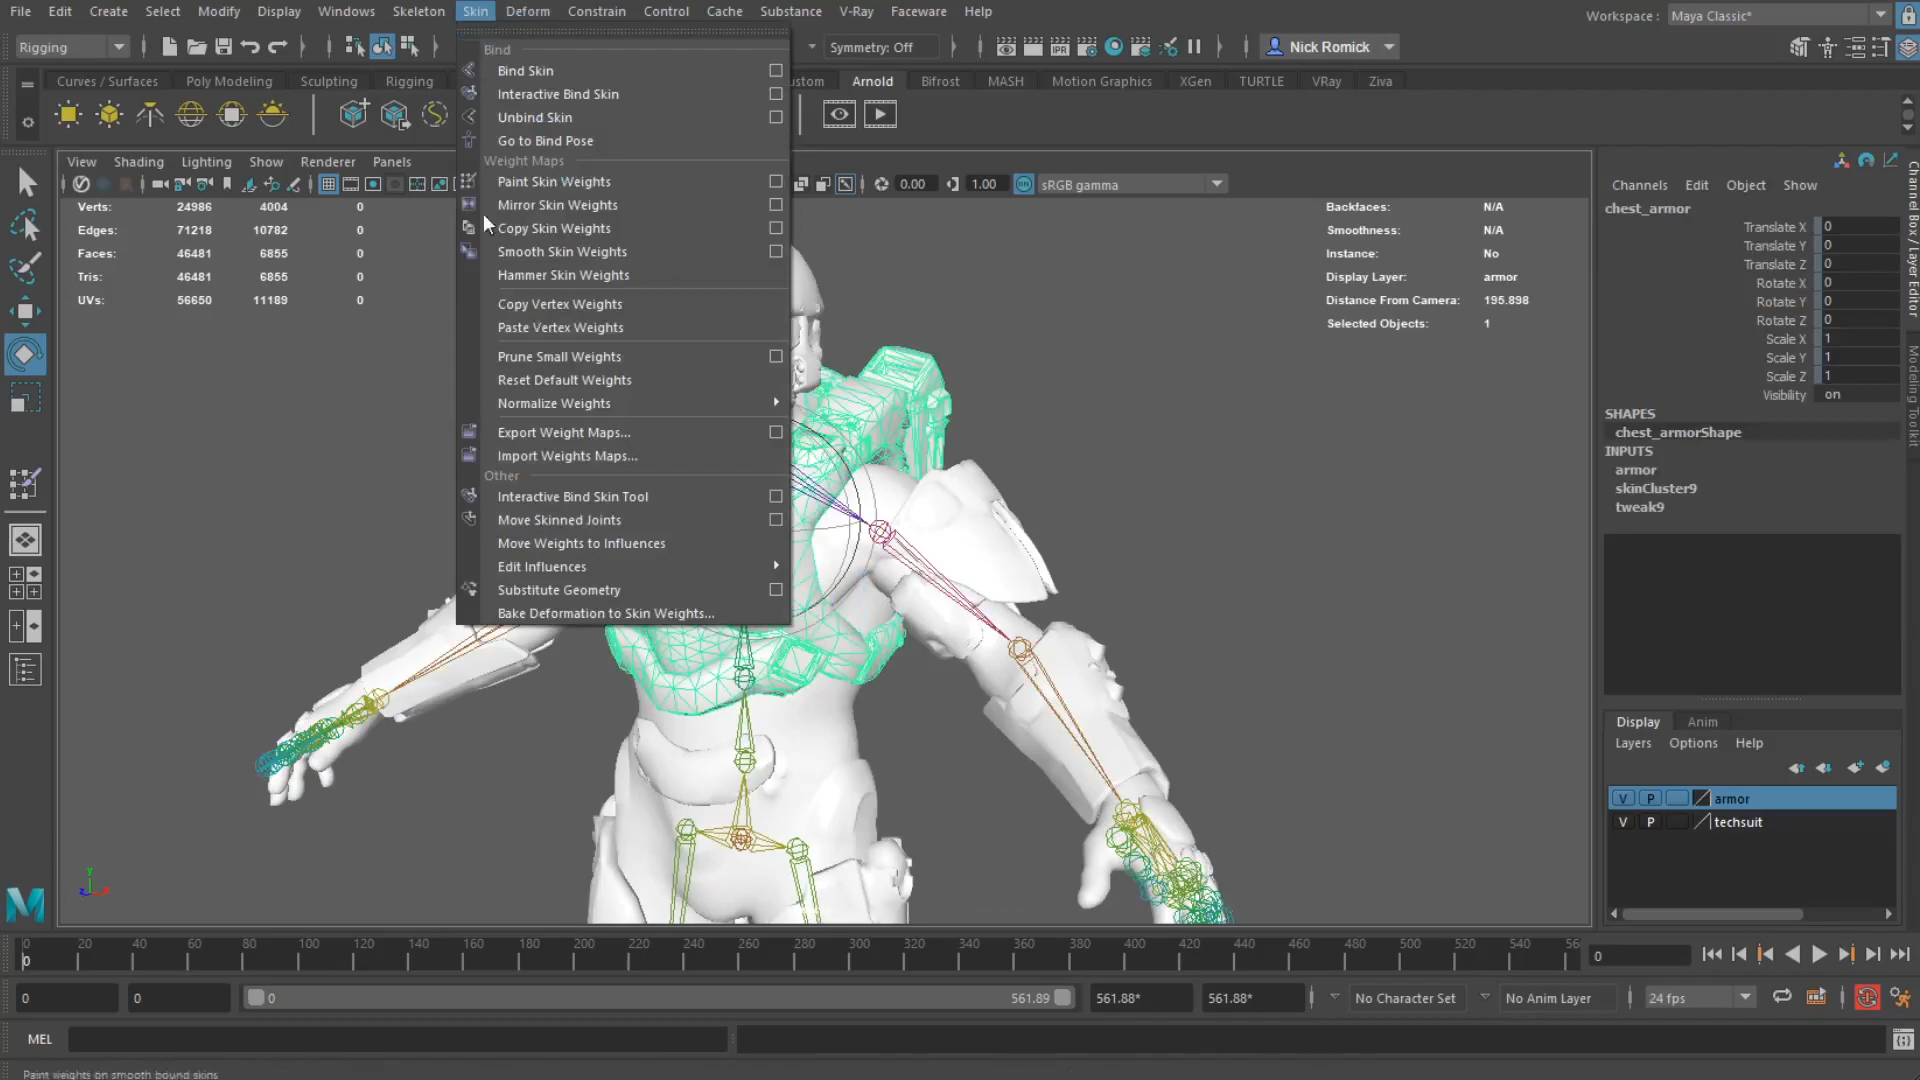 File Edit Create Select Modify Display Windows Skeleton Skin Deform Constrain Control Cache Substance V-Ray Faceware Help
Workspace : Maya Classic*
Rigging
Symmetry: Off
Nick Romick
Curves / Surfaces Poly Modeling Sculpting Rigging
ustom Arnold Bifrost MASH Motion Graphics XGen TURTLE VRay Ziva
IPR
Bind
Bind Skin
Interactive Bind Skin
Unbind Skin
Go to Bind Pose
Weight Maps
Paint Skin Weights
Mirror Skin Weights
Copy Skin Weights
Smooth Skin Weights
Hammer Skin Weights
Copy Vertex Weights
Paste Vertex Weights
Prune Small Weights
Reset Default Weights
Normalize Weights
Export Weight Maps...
Import Weights Maps...
Other
Interactive Bind Skin Tool
Move Skinned Joints
Move Weights to Influences
Edit Influences
Substitute Geometry
Bake Deformation to Skin Weights...
View Shading Lighting Show Renderer Panels
0.00 1.00 sRGB gamma
Verts: 24986 4004 0
Edges: 71218 10782 0
Faces: 46481 6855 0
Tris: 46481 6855 0
UVs: 56650 11189 0
Backfaces: N/A
Smoothness: N/A
Instance: No
Display Layer: armor
Distance From Camera: 195.898
Selected Objects: 1
Channels Edit Object Show
chest_armor
Translate X 0
Translate Y 0
Translate Z 0
Rotate X 0
Rotate Y 0
Rotate Z 0
Scale X 1
Scale Y 1
Scale Z 1
Visibility on
SHAPES
chest_armorShape
INPUTS
armor
skinCluster9
tweak9
Channel Box / Layer Editor
Modeling Toolkit
Display Anim
Layers Options Help
V P armor
V P techsuit
0 20 40 60 80 100 120 140 160 180 200 220 240 260 280 300 320 340 360 380 400 420 440 460 480 500 520 540 56
0
0
0 0 0 561.89 561.88* 561.88* No Character Set No Anim Layer 24 fps
MEL
Paint weights on smooth bound skins